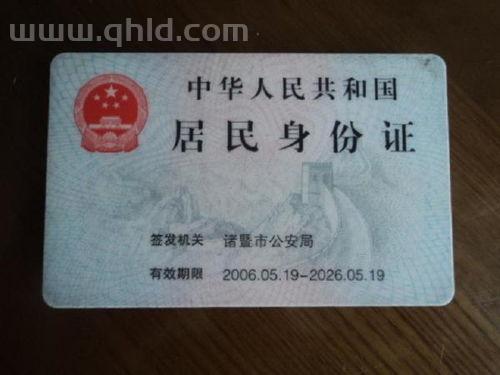 www.qhld.com
中华人民共和国
居民身份证
签发机关 诸暨市公安局
有效期限 2006.05.19-2026.05.19